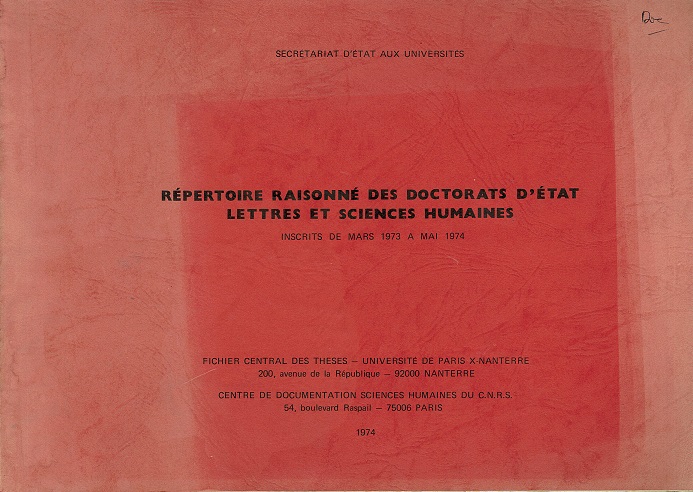 Doc
SECRETARIAT D'ÉTAT AUX UNIVERSITÉS
RÉPERTOIRE RAISONNÉ DES DOCTORATS D'ÉTAT
LETTRES ET SCIENCES HUMAINES
INSCRITS DE MARS 1973 A MAI 1974
FICHIER CENTRAL DES THESES — UNIVERSITÉ DE PARIS X-NANTERRE
200, avenue de la République — 92000 NANTERRE
CENTRE DE DOCUMENTATION SCIENCES HUMAINES DU C.N.R.S.
54, boulevard Raspail — 75006 PARIS
1974